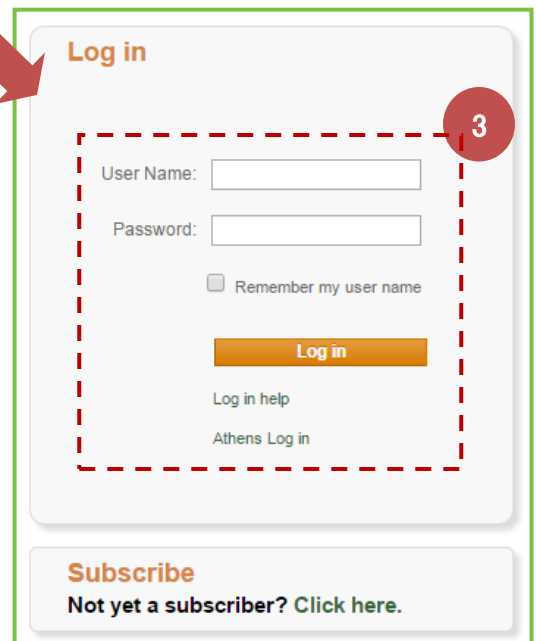 Log in
3
User Name:
Password:
Remember my user name
Log in
Log in help
Athens Log in
Subscribe
Not yet a subscriber? Click here.